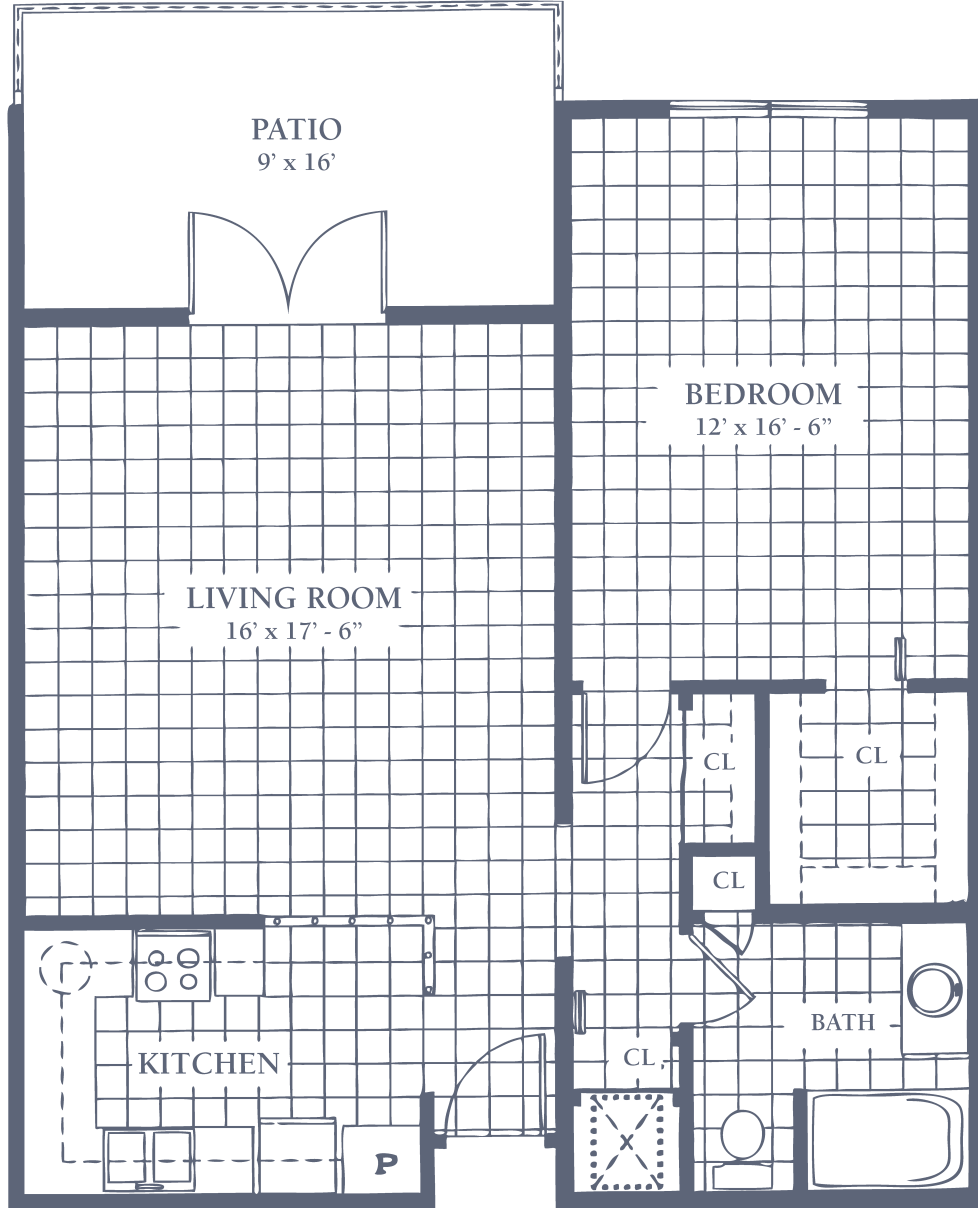 PATIO
9’ x 16’
BEDROOM
12’ x 16’ - 6”
LIVING ROOM
16’ x 17’ - 6”
CL
CL
CL
BATH
CL
KITCHEN
P